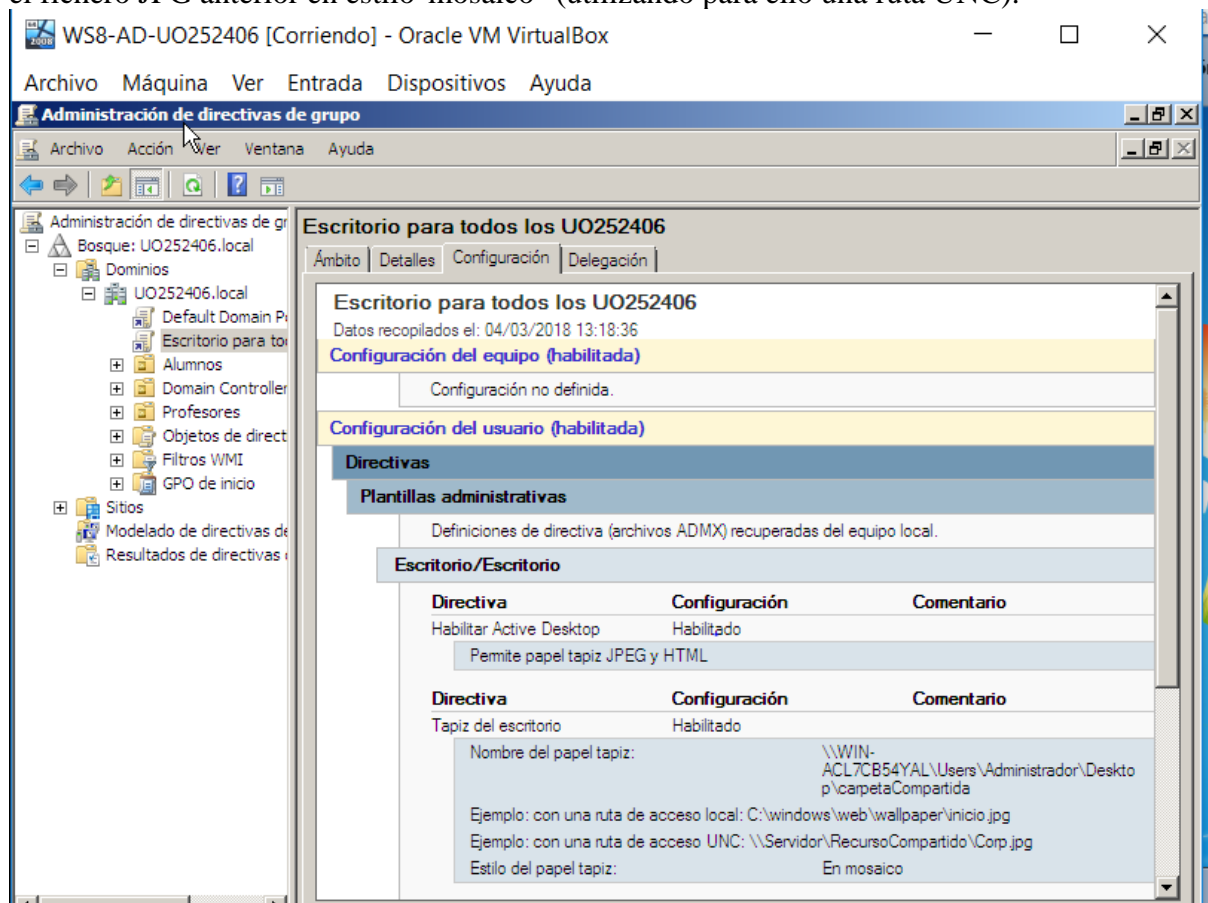 el fichero JPG anterior en estilo "mosaico" (utilizando para ello una ruta UNC).
WS8-AD-UO252406 [Corriendo] - Oracle VM VirtualBox
Archivo Máquina Ver Entrada Dispositivos Ayuda
Administración de directivas de grupo
Archivo Acción Ver Ventana Ayuda
Administración de directivas de gr
Bosque: UO252406.local
Dominios
UO252406.local
Default Domain P
Escritorio para to
Alumnos
Domain Controller
Profesores
Objetos de direct
Filtros WMI
GPO de inicio
Sitios
Modelado de directivas de
Resultados de directivas
Escritorio para todos los UO252406
Ámbito Detalles Configuración Delegación
Escritorio para todos los UO252406
Datos recopilados el: 04/03/2018 13:18:36
Configuración del equipo (habilitada)
Configuración no definida.
Configuración del usuario (habilitada)
Directivas
Plantillas administrativas
Definiciones de directiva (archivos ADMX) recuperadas del equipo local.
Escritorio/Escritorio
Directiva Configuración Comentario
Habilitar Active Desktop Habilitado
Permite papel tapiz JPEG y HTML
Directiva Configuración Comentario
Tapiz del escritorio Habilitado
Nombre del papel tapiz: \\WIN-
ACL7CB54YAL\Users\Administrador\Deskto
p\carpetaCompartida
Ejemplo: con una ruta de acceso local: C:\windows\web\wallpaper\inicio.jpg
Ejemplo: con una ruta de acceso UNC: \\Servidor\RecursoCompartido\Corp.jpg
Estilo del papel tapiz: En mosaico